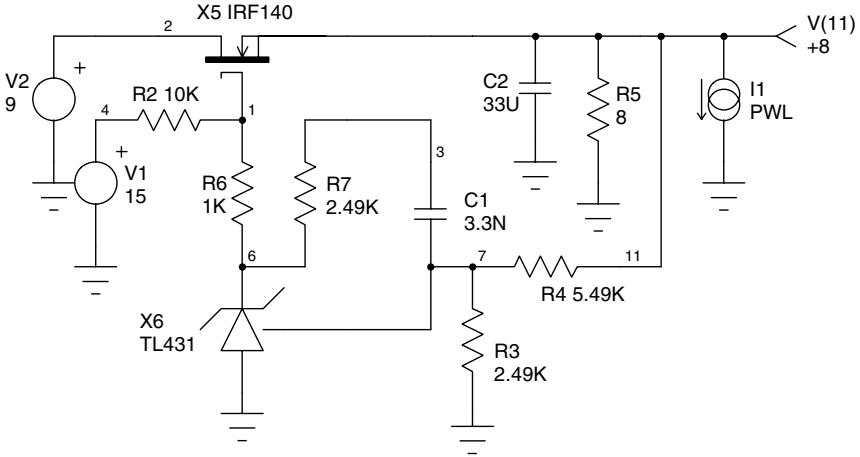 X5 IRF140
2
V(11)
+8
V2
9
+
R2 10K
4
1
C2
33U
R5
8
I1
PWL
+
V1
15
3
R6
1K
R7
2.49K
C1
3.3N
6
7
11
R4 5.49K
X6
TL431
R3
2.49K